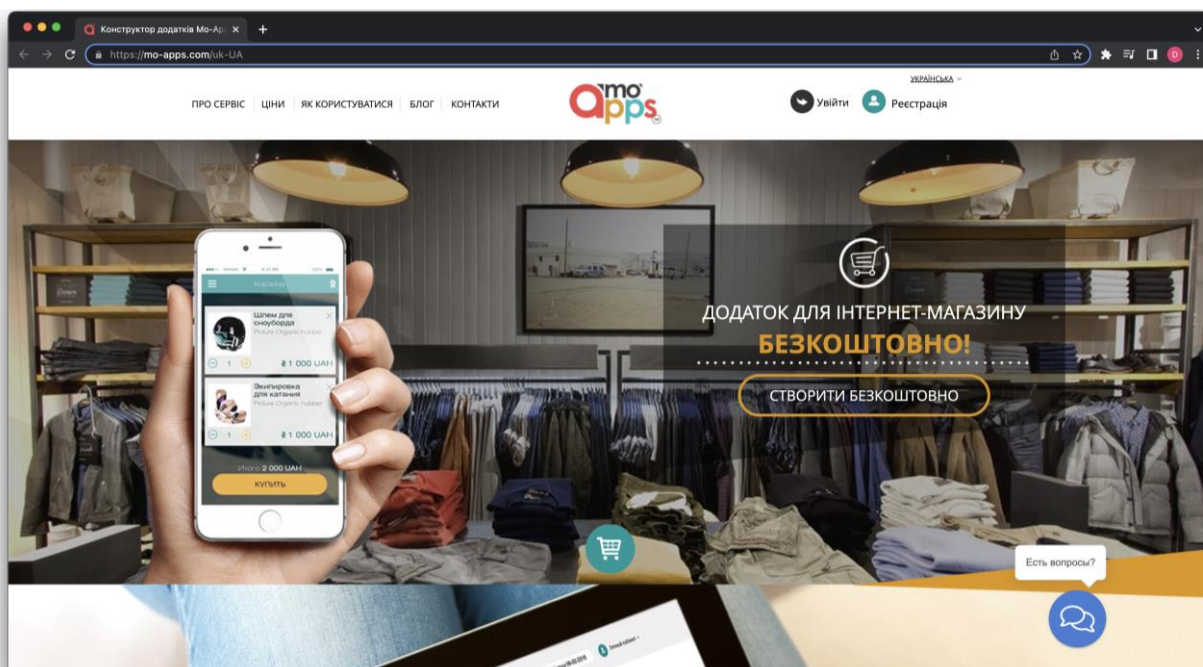 Конструктор додатків Mo-Ap
https://mo-apps.com/uk-UA
D
УКРАЇНСЬКА
ПРО СЕРВІС ЦІНИ ЯК КОРИСТУВАТИСЯ БЛОГ КОНТАКТИ
mo apps
Увійти Реєстрація
Корзина
Шлем для
сноуборда
Picture Organic hubber
1 ₴ 1 000 UAH
Экипировка
для катания
Picture Organic hubber
1 ₴ 1 000 UAH
Итого 2 000 UAH
КУПИТЬ
ДОДАТОК ДЛЯ ІНТЕРНЕТ-МАГАЗИНУ
БЕЗКОШТОВНО!
СТВОРИТИ БЕЗКОШТОВНО
Есть вопросы?